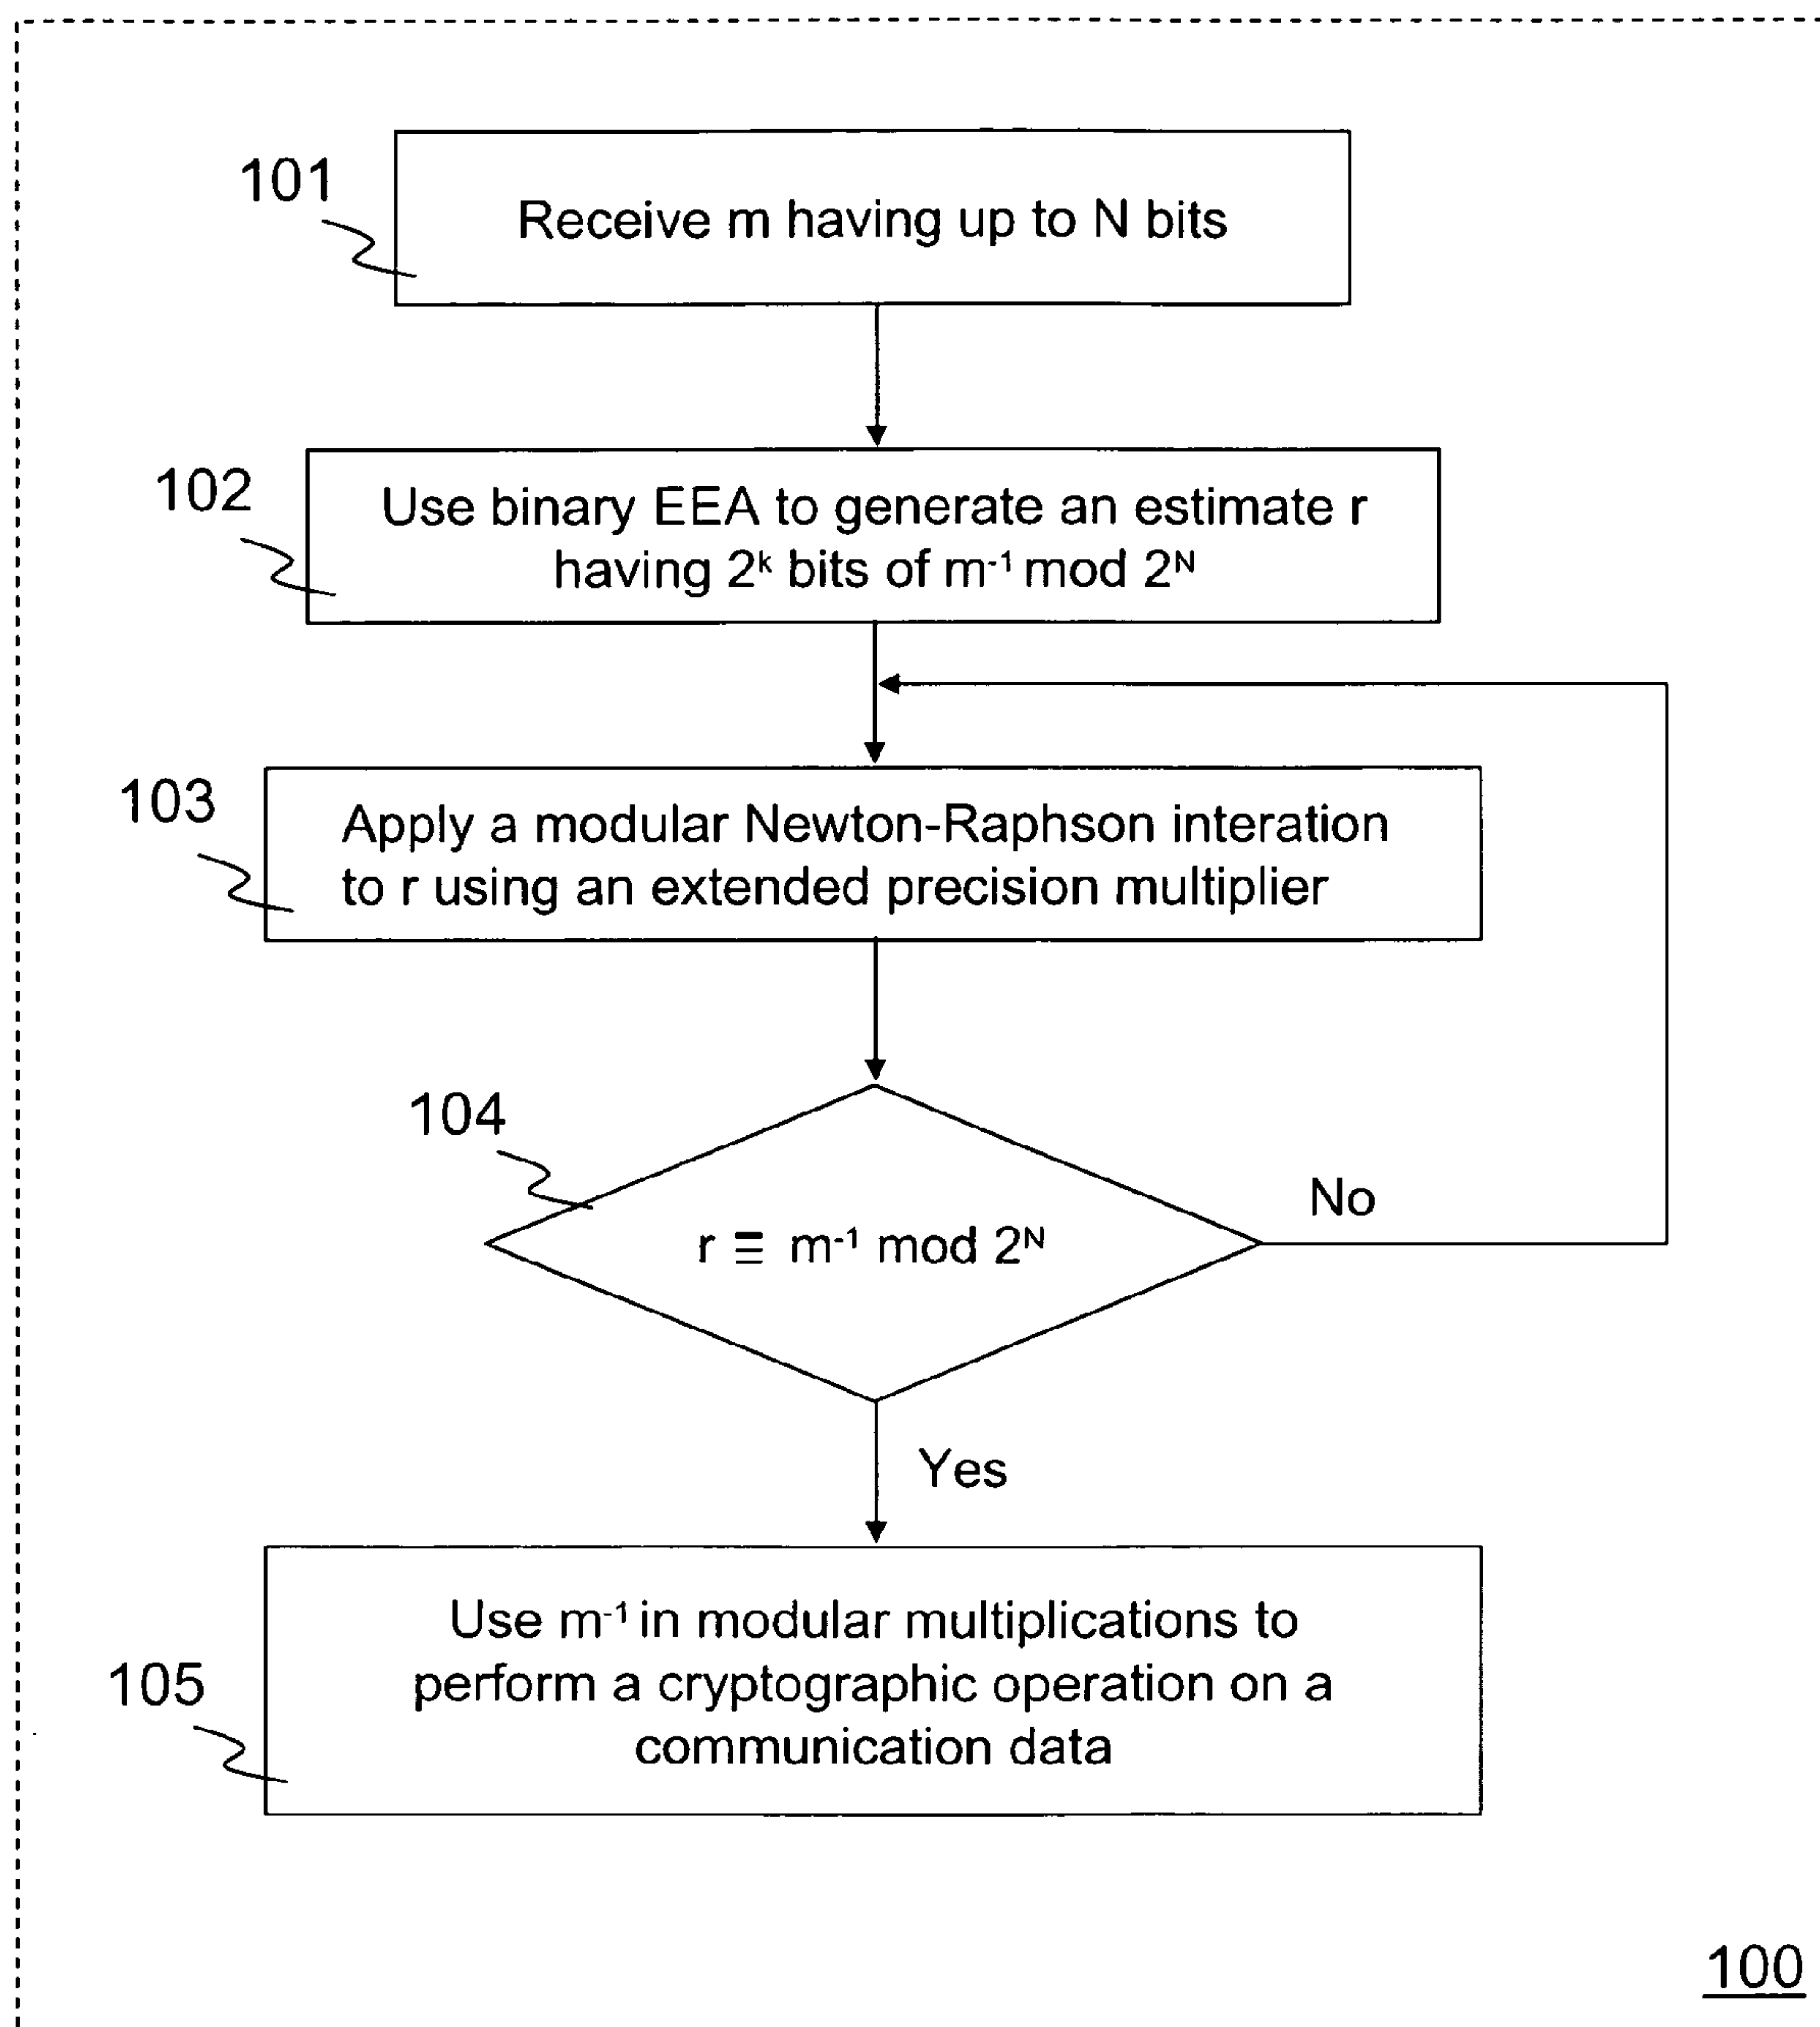 101
Receive m having up to N bits
102
Use binary EEA to generate an estimate r
having 2ᵏ bits of m⁻¹ mod 2ᴺ
103
Apply a modular Newton-Raphson interation
to r using an extended precision multiplier
104
r ≡ m⁻¹ mod 2ᴺ
No
Yes
105
Use m⁻¹ in modular multiplications to
perform a cryptographic operation on a
communication data
100